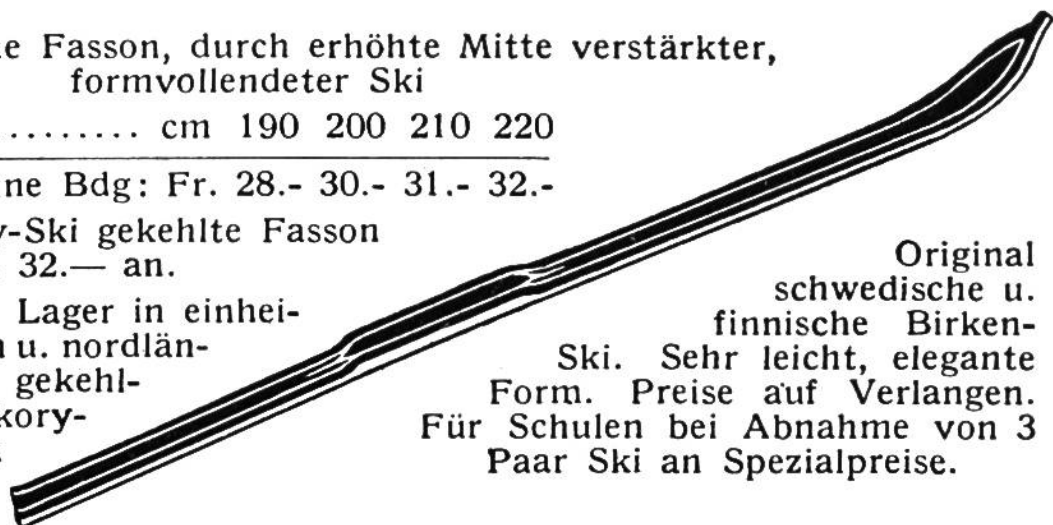 Fasson, durch erhöhte Mitte verstärkter,
formvollendeter Ski
......... cm 190 200 210 220
Bdg: Fr. 28.- 30.- 31.- 32.-
-Ski gekehlte Fasson
32.— an.
Lager in einhei-
u. nordlän-
gekehl-
kory-
Original
schwedische u.
finnische Birken-
Ski. Sehr leicht, elegante
Form. Preise auf Verlangen.
Für Schulen bei Abnahme von 3
Paar Ski an Spezialpreise.